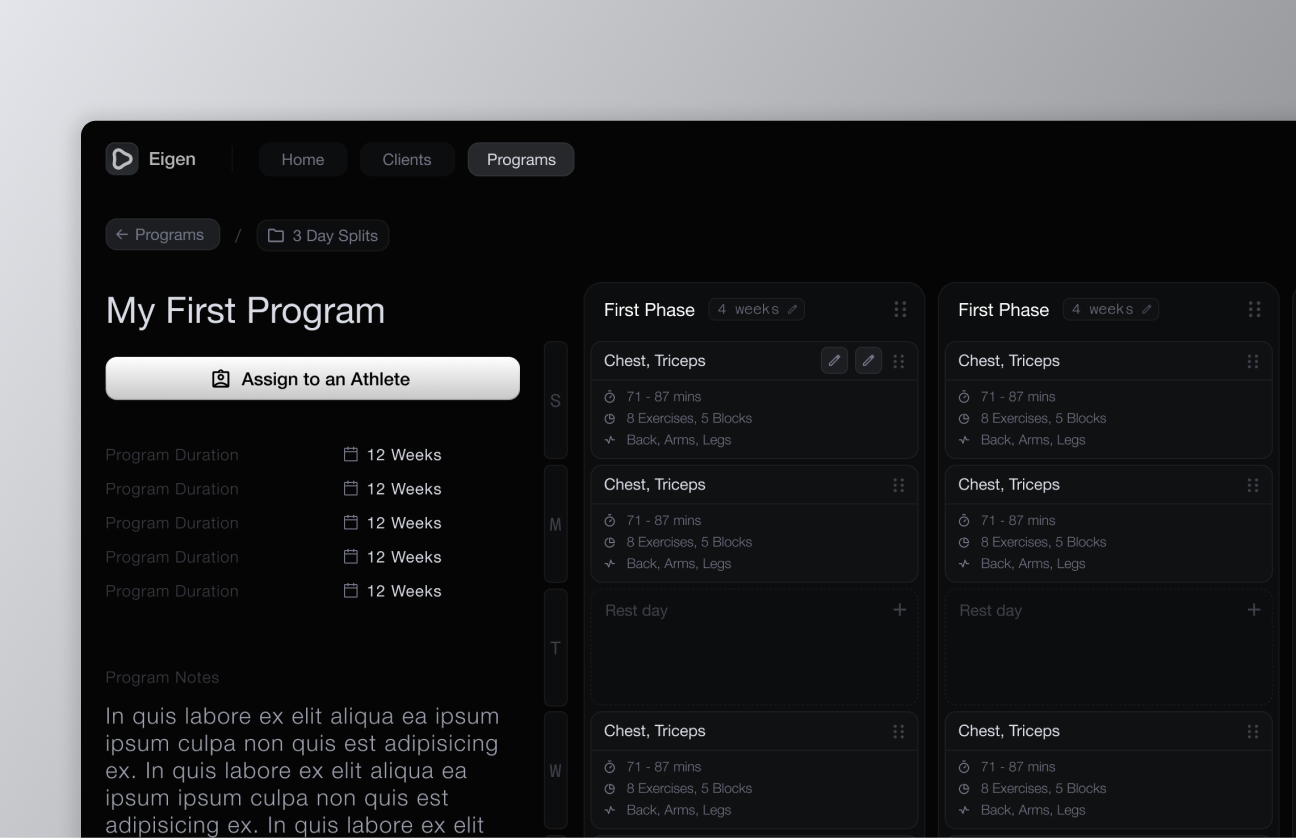 Eigen
Home
Clients
Programs
← Programs / 3 Day Splits
My First Program
Assign to an Athlete
Program Duration 12 Weeks
Program Duration 12 Weeks
Program Duration 12 Weeks
Program Duration 12 Weeks
Program Duration 12 Weeks
Program Notes
In quis labore ex elit aliqua ea ipsum
ipsum culpa non quis est adipisicing
ex. In quis labore ex elit aliqua ea
ipsum ipsum culpa non quis est
adipisicing ex. In quis labore ex elit
S
M
T
W
First Phase 4 weeks
Chest, Triceps
71 - 87 mins
8 Exercises, 5 Blocks
Back, Arms, Legs
Chest, Triceps
71 - 87 mins
8 Exercises, 5 Blocks
Back, Arms, Legs
Rest day +
Chest, Triceps
71 - 87 mins
8 Exercises, 5 Blocks
Back, Arms, Legs
First Phase 4 weeks
Chest, Triceps
71 - 87 mins
8 Exercises, 5 Blocks
Back, Arms, Legs
Chest, Triceps
71 - 87 mins
8 Exercises, 5 Blocks
Back, Arms, Legs
Rest day +
Chest, Triceps
71 - 87 mins
8 Exercises, 5 Blocks
Back, Arms, Legs